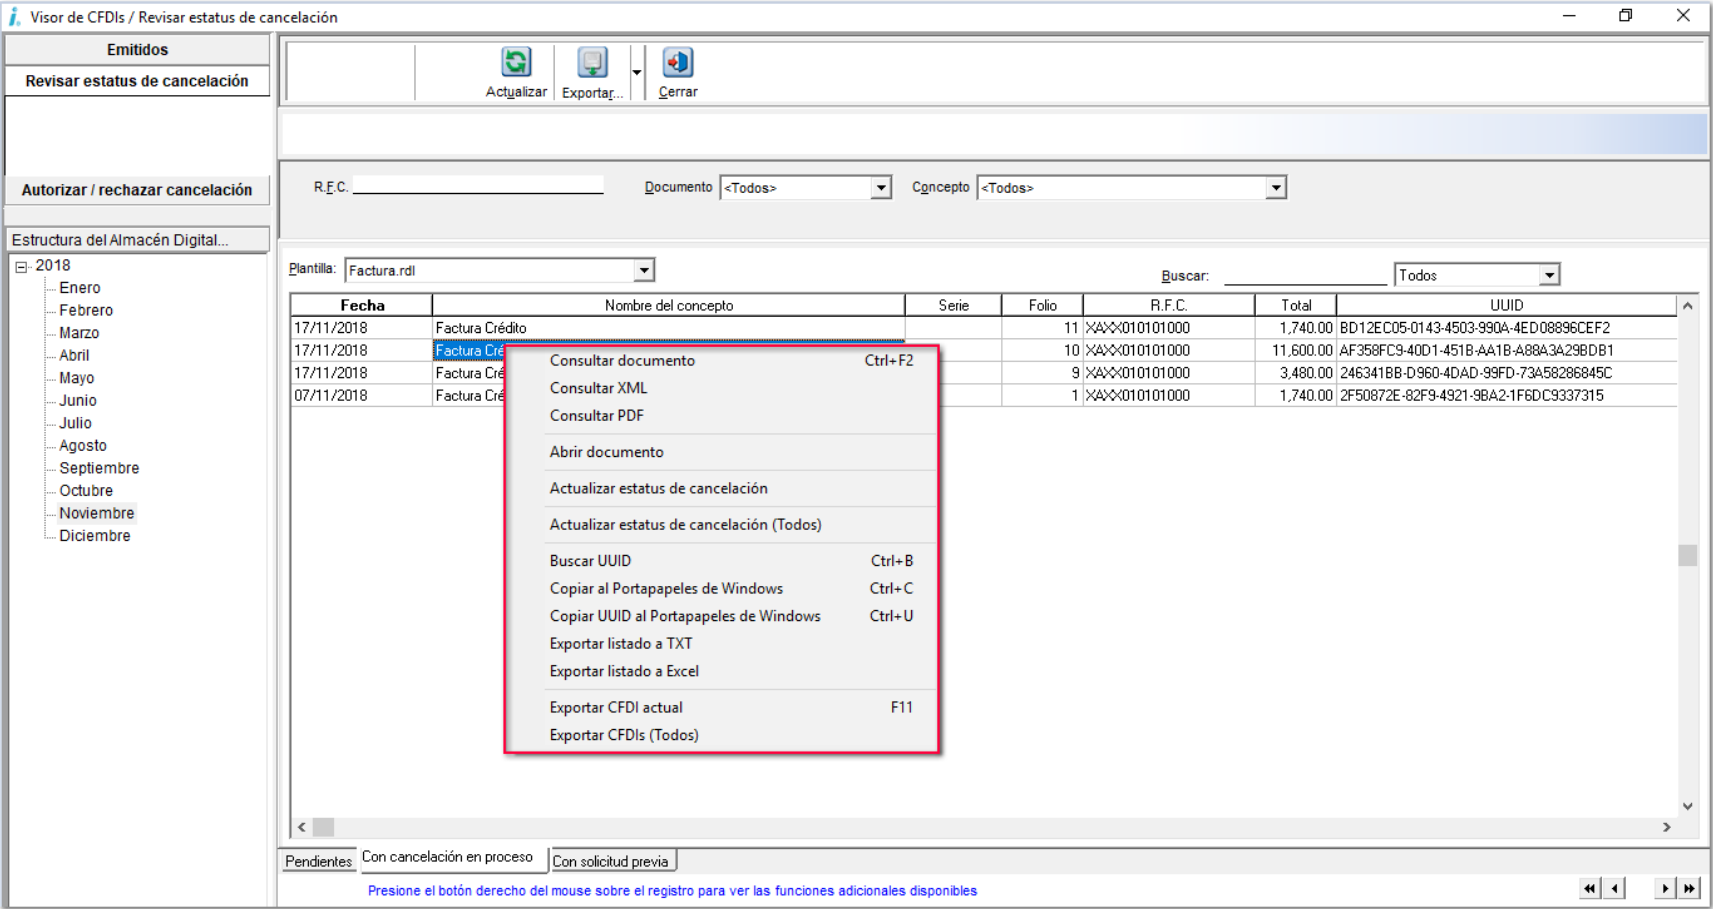 Visor de CFDIs / Revisar estatus de cancelación
Emitidos
Revisar estatus de cancelación
Autorizar / rechazar cancelación
Actualizar
Exportar...
Cerrar
R.F.C.
Documento <Todos>
Concepto <Todos>
Estructura del Almacén Digital...
2018
Enero
Febrero
Marzo
Abril
Mayo
Junio
Julio
Agosto
Septiembre
Octubre
Noviembre
Diciembre
Plantilla: Factura.rdl
Buscar: Todos
Fecha Nombre del concepto Serie Folio R.F.C. Total UUID
17/11/2018 Factura Crédito 11 XAXX010101000 1,740.00 BD12EC05-0143-4503-990A-4ED08896CEF2
17/11/2018 Factura Cré 10 XAXX010101000 11,600.00 AF358FC9-40D1-451B-AA1B-A88A3A29BDB1
17/11/2018 Factura Cré 9 XAXX010101000 3,480.00 246341BB-D960-4DAD-99FD-73A58286845C
07/11/2018 Factura Cré 1 XAXX010101000 1,740.00 2F50872E-82F9-4921-9BA2-1F6DC9337315
Consultar documento Ctrl+F2
Consultar XML
Consultar PDF
Abrir documento
Actualizar estatus de cancelación
Actualizar estatus de cancelación (Todos)
Buscar UUID Ctrl+B
Copiar al Portapapeles de Windows Ctrl+C
Copiar UUID al Portapapeles de Windows Ctrl+U
Exportar listado a TXT
Exportar listado a Excel
Exportar CFDI actual F11
Exportar CFDIs (Todos)
Pendientes
Con cancelación en proceso
Con solicitud previa
Presione el botón derecho del mouse sobre el registro para ver las funciones adicionales disponibles